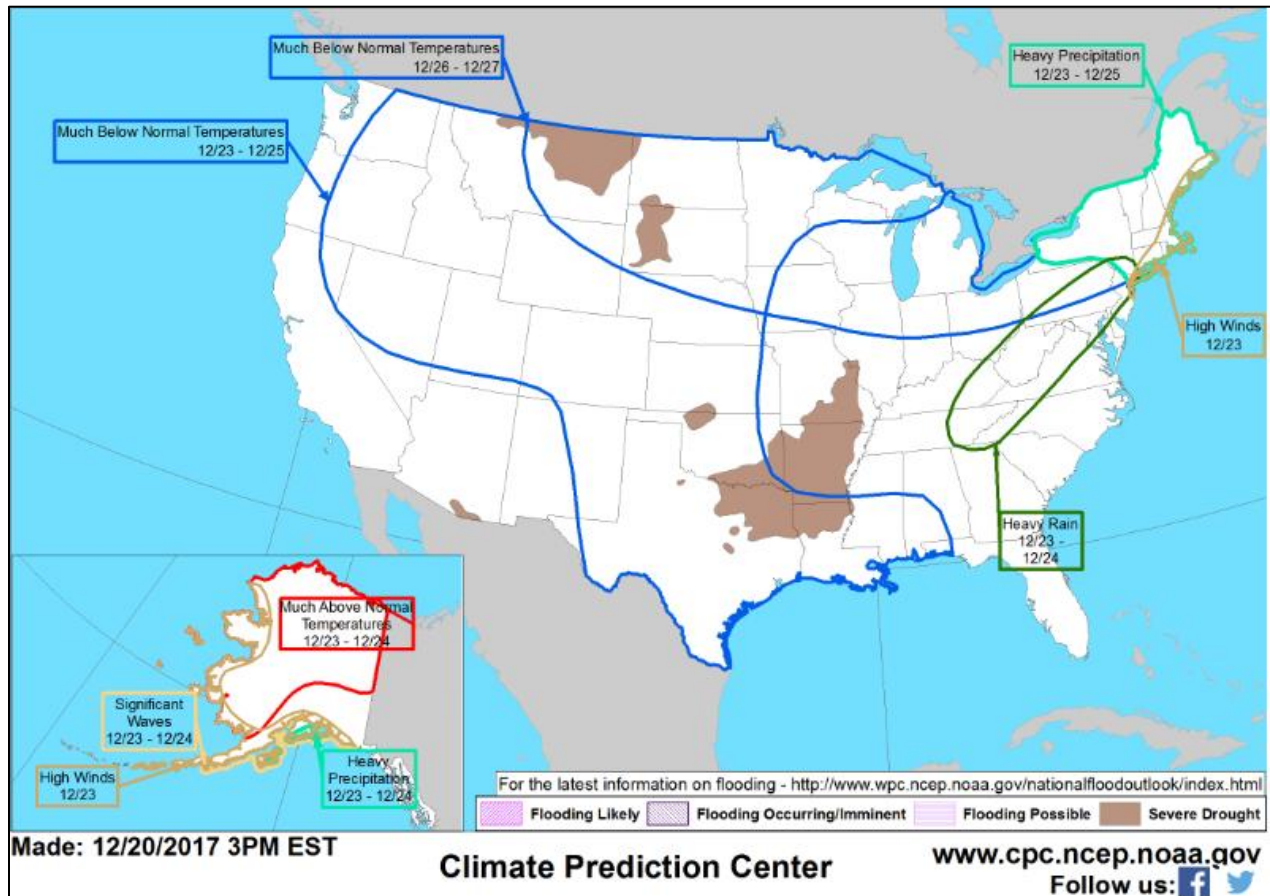 Much Below Normal Temperatures
12/26 - 12/27
Heavy Precipitation
12/23 - 12/25
Much Below Normal Temperatures
12/23 - 12/25
High Winds
12/23
Heavy Rain
12/23 -
12/24
Much Above Normal
Temperatures
12/23 - 12/24
Significant
Waves
12/23 - 12/24
High Winds
12/23
Heavy
Precipitation
12/23 - 12/24
For the latest information on flooding - http://www.wpc.ncep.noaa.gov/nationalfloodoutlook/index.html
Flooding Likely Flooding Occurring/Imminent Flooding Possible Severe Drought
Made: 12/20/2017 3PM EST
Climate Prediction Center
www.cpc.ncep.noaa.gov
Follow us: